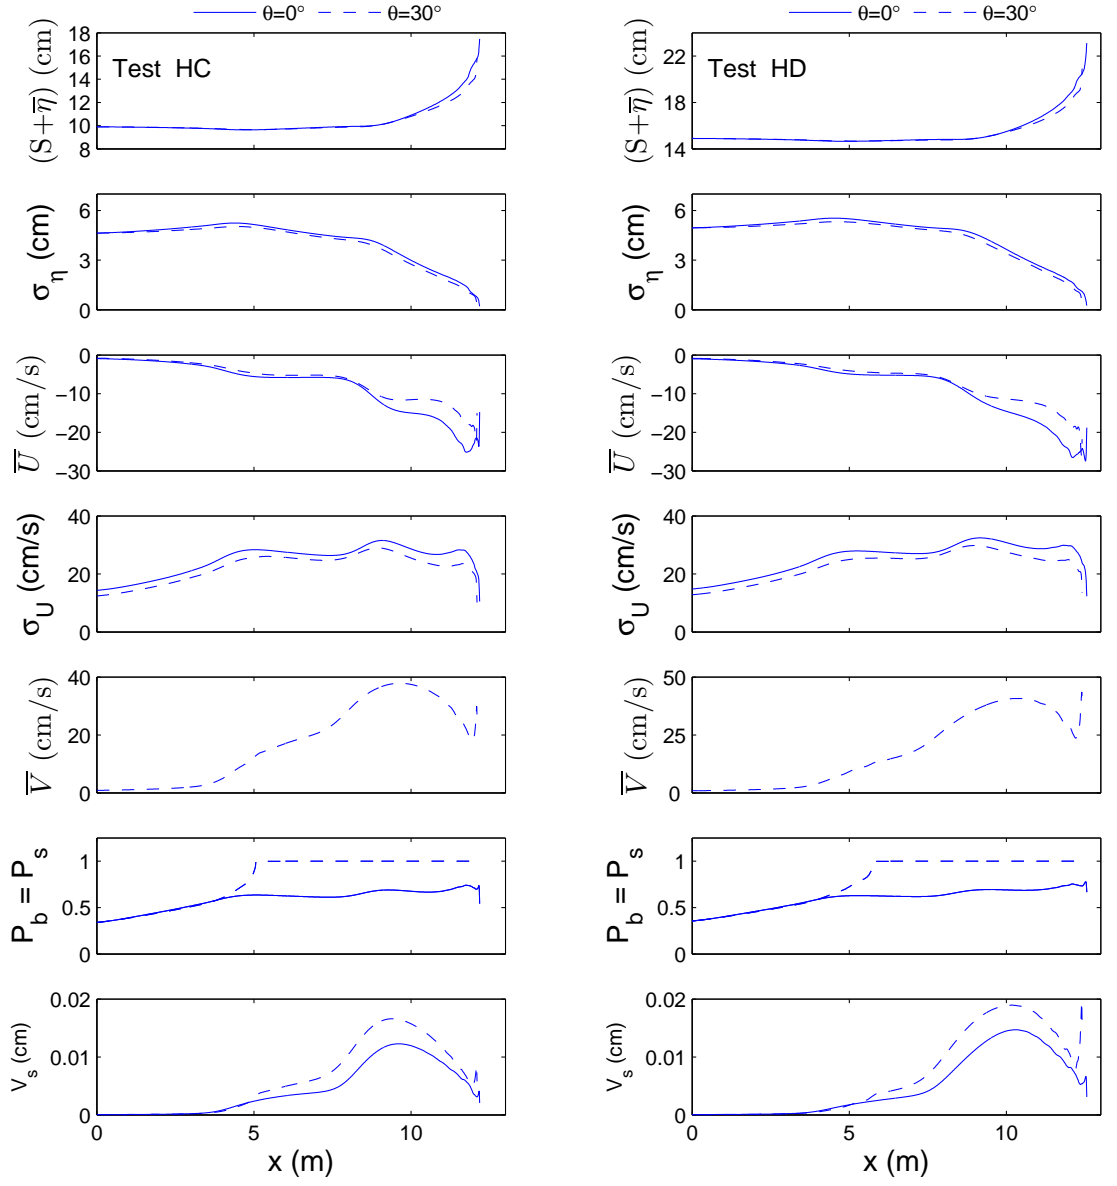 θ=0° θ=30° θ=0° θ=30°
Test HC
(S+η̅) (cm)
18
16
14
12
10
8
Test HD
(S+η̅) (cm)
22
18
14
σ_η (cm)
6
3
0
σ_η (cm)
6
3
0
U̅ (cm/s)
0
−10
−20
−30
U̅ (cm/s)
0
−10
−20
−30
σ_U (cm/s)
40
20
0
σ_U (cm/s)
40
20
0
V̅ (cm/s)
40
20
0
V̅ (cm/s)
50
25
0
P_b = P_s
1
0.5
0
P_b = P_s
1
0.5
0
V_s (cm)
0.02
0.01
0
V_s (cm)
0.02
0.01
0
0 5 10
x (m)
0 5 10
x (m)